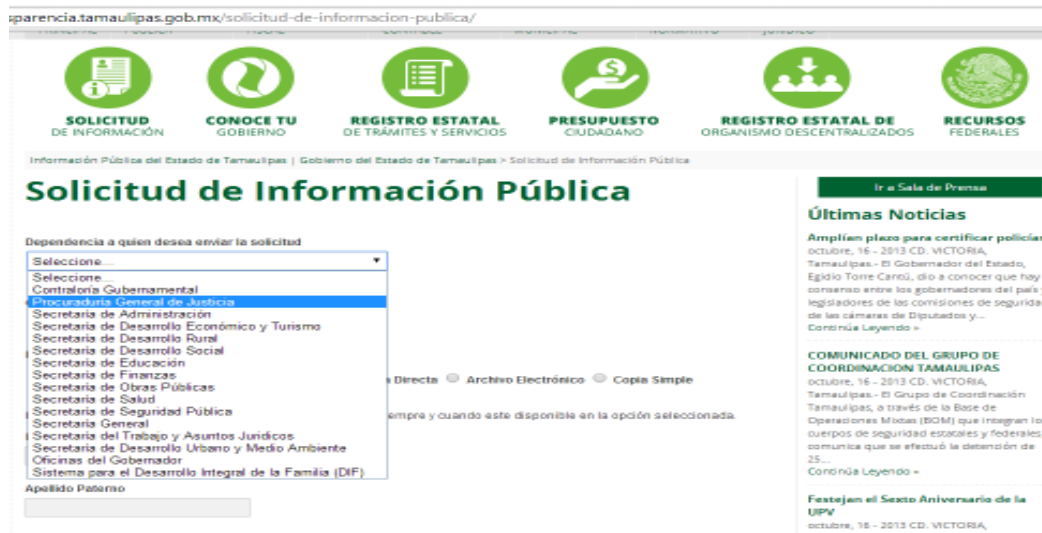 sparencia.tamaulipas.gob.mx/solicitud-de-informacion-publica/
SOLICITUD
DE INFORMACIÓN
CONOCE TU
GOBIERNO
REGISTRO ESTATAL
DE TRÁMITES Y SERVICIOS
PRESUPUESTO
CIUDADANO
REGISTRO ESTATAL DE
ORGANISMO DESCENTRALIZADOS
RECURSOS
FEDERALES
Información Pública del Estado de Tamaulipas | Gobierno del Estado de Tamaulipas > Solicitud de Información Pública
Solicitud de Información Pública
Dependencia a quien desea enviar la solicitud
Seleccione...
Seleccione...
Contraloría Gubernamental
Procuraduría General de Justicia
Secretaría de Administración
Secretaría de Desarrollo Económico y Turismo
Secretaría de Desarrollo Rural
Secretaría de Desarrollo Social
Secretaría de Educación
Secretaría de Finanzas
Secretaría de Obras Públicas
Secretaría de Salud
Secretaría de Seguridad Pública
Secretaría General
Secretaría del Trabajo y Asuntos Jurídicos
Secretaría de Desarrollo Urbano y Medio Ambiente
Oficinas del Gobernador
Sistema para el Desarrollo Integral de la Familia (DIF)
Directa Archivo Electrónico Copia Simple
empre y cuando este disponible en la opción seleccionada.
Apellido Paterno
Ir a Sala de Prensa
Últimas Noticias
Amplían plazo para certificar policías
octubre, 16 - 2013 CD. VICTORIA,
Tamaulipas.- El Gobernador del Estado,
Egidio Torre Cantú, dio a conocer que hay
consenso entre los gobernadores del país y
legisladores de las comisiones de segurida
de las cámaras de Diputados y...
Continúa Leyendo »
COMUNICADO DEL GRUPO DE
COORDINACION TAMAULIPAS
octubre, 16 - 2013 CD. VICTORIA,
Tamaulipas.- El Grupo de Coordinación
Tamaulipas, a través de la Base de
Operaciones Mixtas (BOM) que integran lo
cuerpos de seguridad estatales y federales,
comunica que se efectuó la detención de
25...
Continúa Leyendo »
Festejan el Sexto Aniversario de la
UPV
octubre, 16 - 2013 CD. VICTORIA,